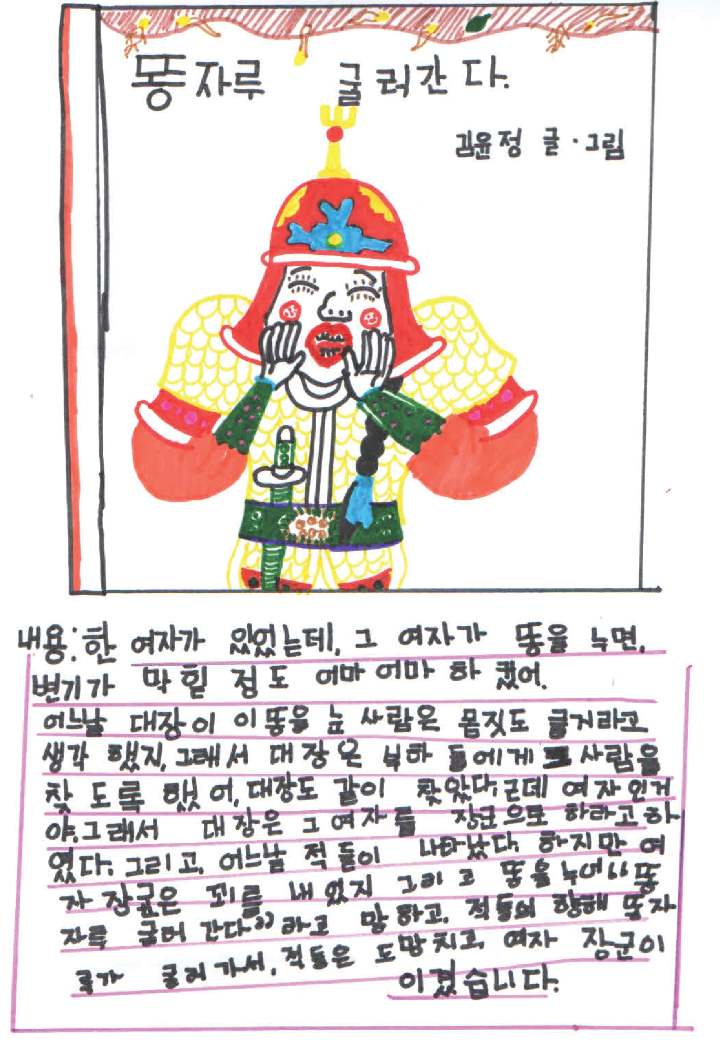 똥자루 굴러간다.
김윤정 글·그림
내용: 한 여자가 있었는데, 그 여자가 똥을 누면,
변기가 막힐 정도 어마어마 하 캤어.
어느날 대장이 이똥을 눈 사람은 몸짓도 클거라고
생각 했지, 그래서 대장은 부하 들에게 그 사람을
찾 도록 했 어, 대장도 같이 찾았다. 근데 여자인거
야. 그래서 대장은 그 여자를 장군으로 하라고 하
였다. 그리고, 어느날 적들이 나타났다. 하지만 여
자 장군은 꾀를 내 었지 그리고 똥을 누어 "똥
자루 굴러 간다" 라고 망하고, 적들의 향해 또자
루가 굴러가서, 적들은 도망치고, 여자 장군이
이겼습니다.